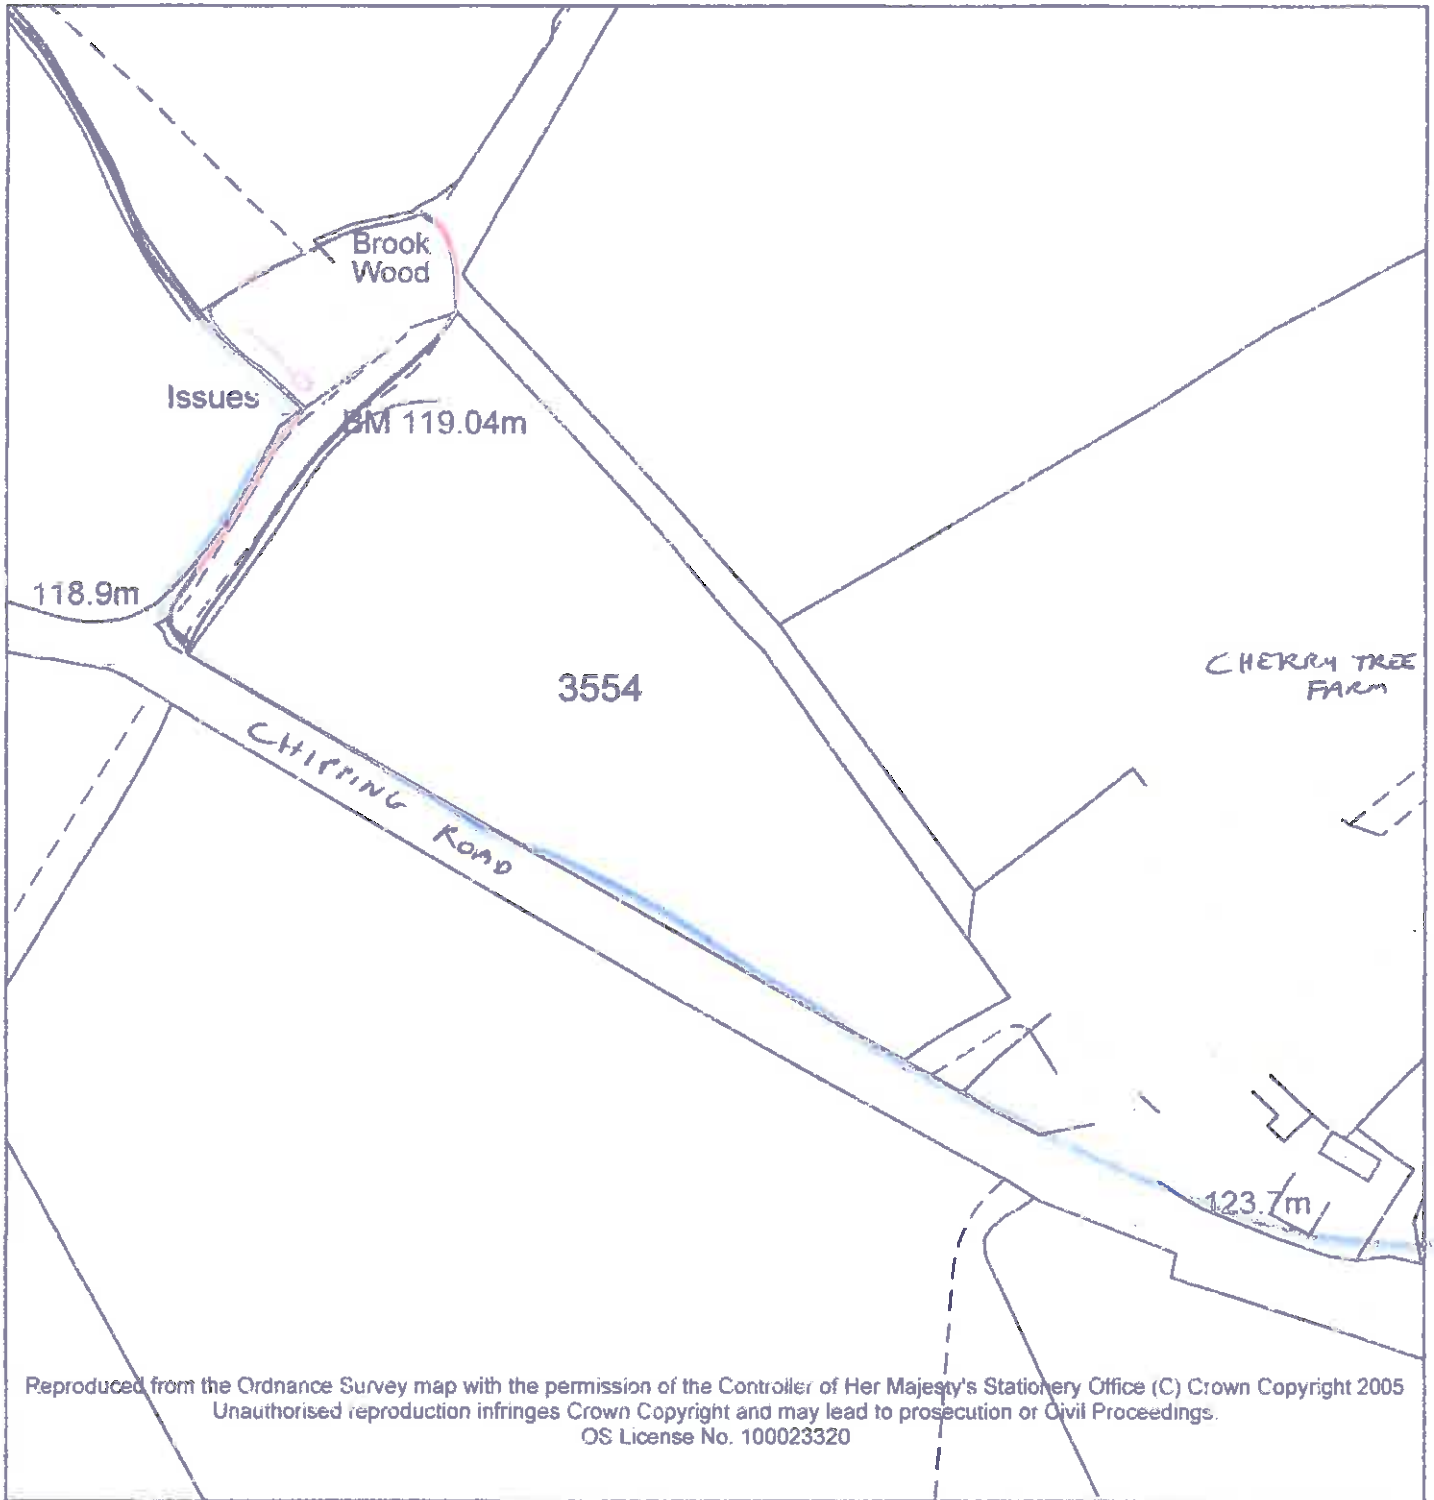 Brook
Wood
Issues
BM 119.04m
118.9m
3554
CHERRY TREE
FARM
CHIPPING ROAD
123.7m
Reproduced from the Ordnance Survey map with the permission of the Controller of Her Majesty's Stationery Office (C) Crown Copyright 2005
Unauthorised reproduction infringes Crown Copyright and may lead to prosecution or Civil Proceedings.
OS License No. 100023320